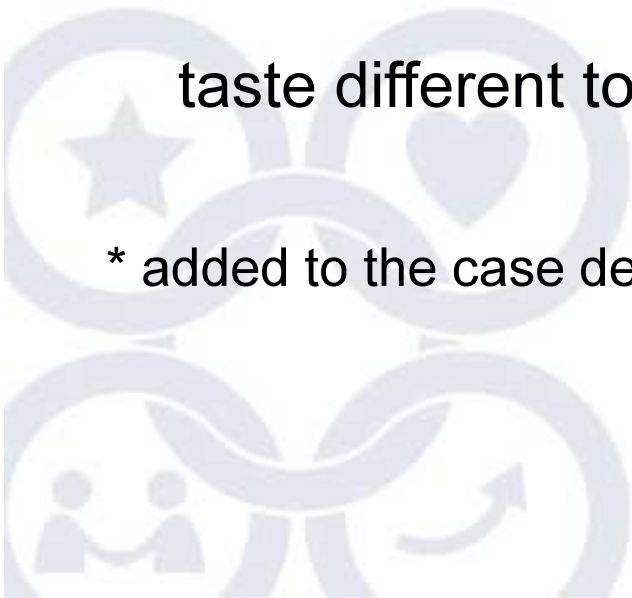 taste different to
* added to the case de